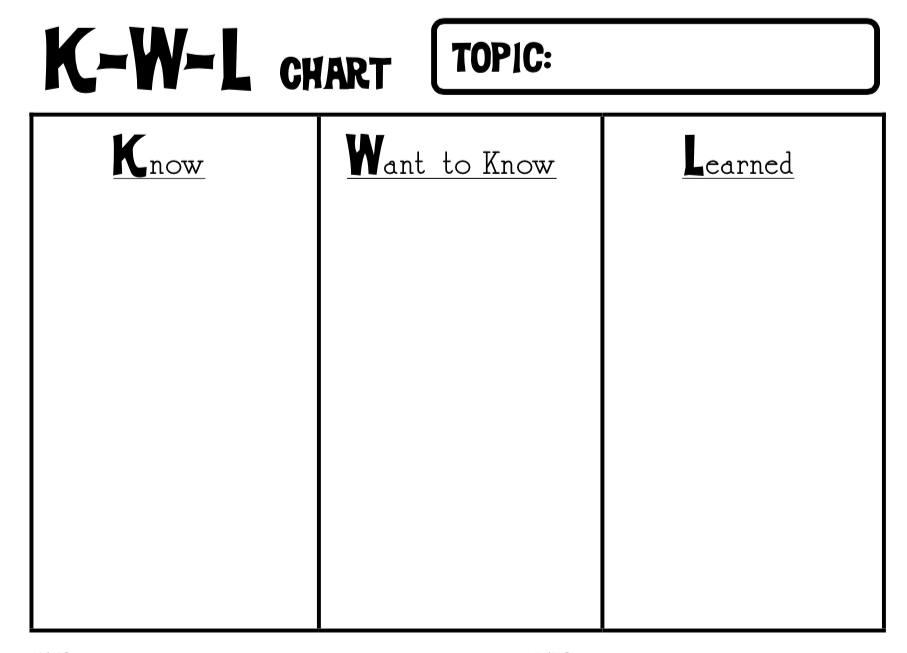 K-W-L CHART
TOPIC:
Know
Want to Know
Learned